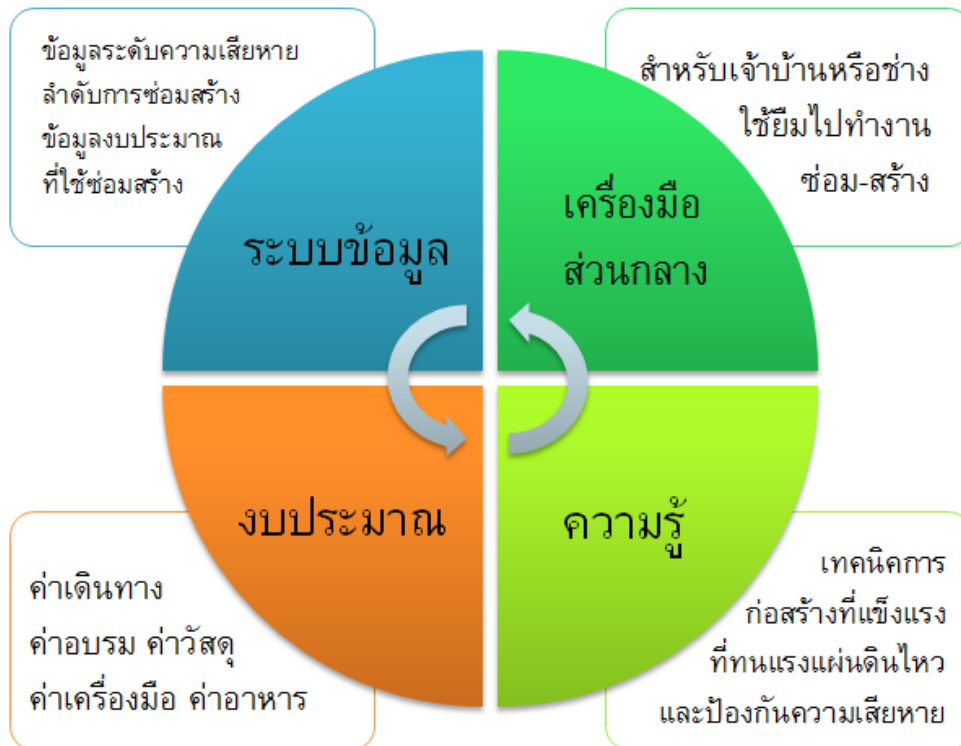 ข้อมูลระดับความเสียหาย
ลำดับการซ่อมสร้าง
ข้อมูลงบประมาณ
ที่ใช้ซ่อมสร้าง
ระบบข้อมูล
สำหรับเจ้าบ้านหรือช่าง
ใช้ยืมไปทำงาน
ซ่อม-สร้าง
เครื่องมือ
ส่วนกลาง
งบประมาณ
ค่าเดินทาง
ค่าอบรม ค่าวัสดุ
ค่าเครื่องมือ ค่าอาหาร
ความรู้
เทคนิคการ
ก่อสร้างที่แข็งแรง
ที่ทนแรงแผ่นดินไหว
และป้องกันความเสียหาย